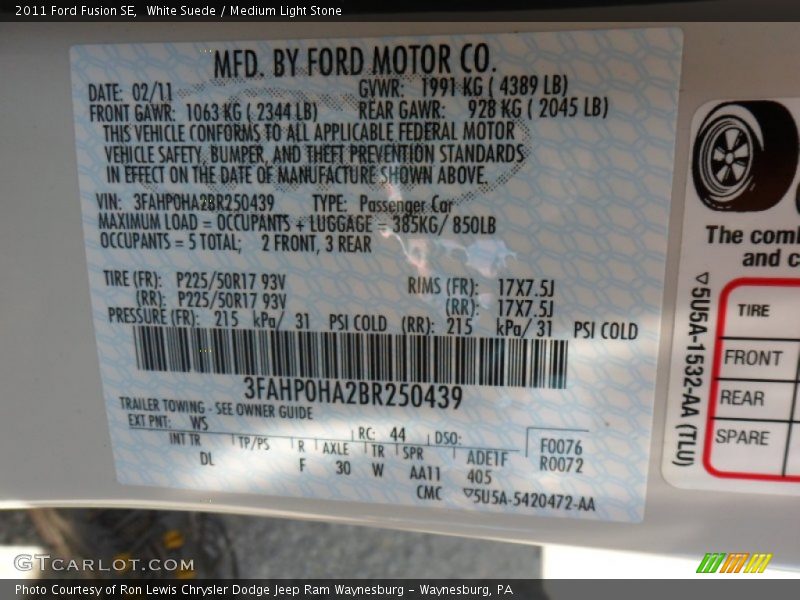 2011 Ford Fusion SE, White Suede / Medium Light Stone
MFD. BY FORD MOTOR CO.
DATE: 02/11 GVWR: 1991 KG ( 4389 LB)
FRONT GAWR: 1063 KG ( 2344 LB) REAR GAWR: 928 KG ( 2045 LB)
THIS VEHICLE CONFORMS TO ALL APPLICABLE FEDERAL MOTOR
VEHICLE SAFETY, BUMPER, AND THEFT PREVENTION STANDARDS
IN EFFECT ON THE DATE OF MANUFACTURE SHOWN ABOVE.
VIN: 3FAHP0HA2BR250439 TYPE: Passenger Car
MAXIMUM LOAD = OCCUPANTS + LUGGAGE = 385KG/ 850LB
OCCUPANTS = 5 TOTAL; 2 FRONT, 3 REAR
TIRE (FR): P225/50R17 93V RIMS (FR): 17X7.5J
(RR): P225/50R17 93V (RR): 17X7.5J
PRESSURE (FR): 215 kPa/ 31 PSI COLD (RR): 215 kPa/ 31 PSI COLD
3FAHP0HA2BR250439
TRAILER TOWING - SEE OWNER GUIDE
EXT PNT: WS RC: 44 DSO: F0076
INT TR TP/PS R AXLE TR SPR ADE1F R0072
DL F 30 W AA11 405
CMC ▽5U5A-5420472-AA
The
and
▽5U5A-1532-AA (TLU)
TIRE
FRONT
REAR
SPARE
GTCARLOT.COM
Photo Courtesy of Ron Lewis Chrysler Dodge Jeep Ram Waynesburg - Waynesburg, PA